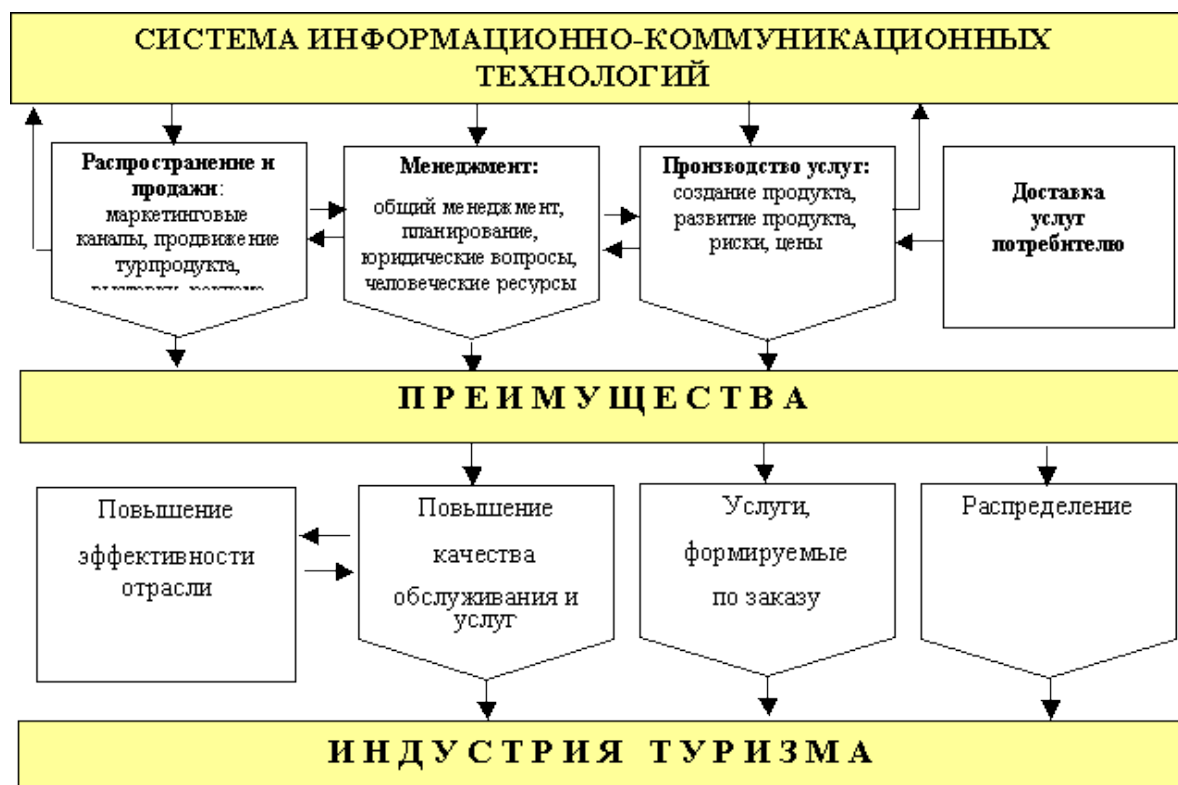 СИСТЕМА ИНФОРМАЦИОННО-КОММУНИКАЦИОННЫХ
ТЕХНОЛОГИЙ
Распространение и
продажи:
маркетинговые
каналы, продвижение
турпродукта,
Менеджмент:
общий менеджмент,
планирование,
юридические вопросы,
человеческие ресурсы
Производство услуг:
создание продукта,
развитие продукта,
риски, цены
Доставка
услуг
потребителю
ПРЕИМУЩЕСТВА
Повышение
эффективности
отрасли
Повышение
качества
обслуживания и
услуг
Услуги,
формируемые
по заказу
Распределение
ИНДУСТРИЯ ТУРИЗМА